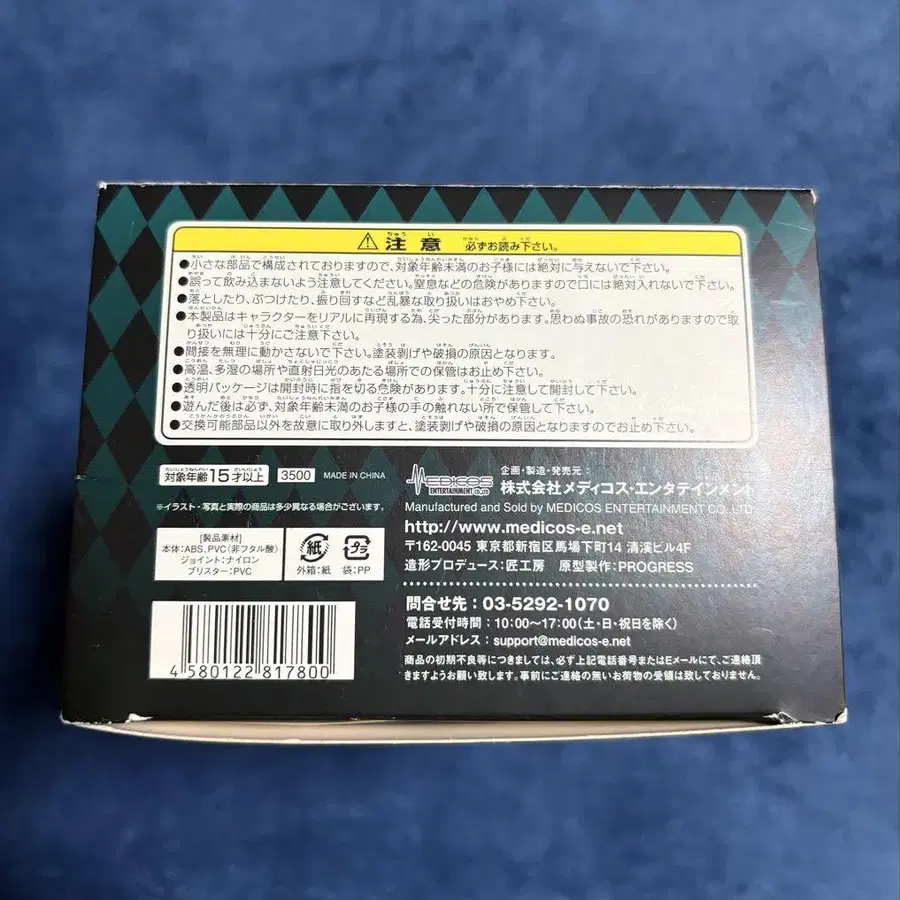 注意 必ずお読み下さい。
●小さな部品で構成されておりますので、対象年齢未満のお子様には絶対に与えないで下さい。
●誤って飲み込まないよう注意してください。窒息などの危険がありますので口には絶対入れないで下さい。
●落としたり、ぶつけたり、振り回すなど乱暴な取り扱いはおやめ下さい。
●本製品はキャラクターをリアルに再現する為、尖った部分があります。思わぬ事故の恐れがありますので取
り扱いには十分にご注意下さい。
●間接を無理に動かさないで下さい。塗装剥げや破損の原因となります。
●高温、多湿の場所や直射日光のあたる場所での保管はお止め下さい。
●透明パッケージは開封時に指を切る危険があります。十分に注意して開封して下さい。
●遊んだ後は必ず、対象年齢未満のお子様の手の触れない所で保管して下さい。
●交換可能部品以外を故意に取り外しますと、塗装剥げや破損の原因となりますのでお止め下さい。
対象年齢15才以上 3500 MADE IN CHINA
※イラスト・写真と実際の商品は多少異なる場合がございます。
[製品素材]
本体:ABS、PVC(非フタル酸)
ジョイント:ナイロン
ブリスター:PVC
紙 プラ
外箱:紙 袋:PP
4 580122 817800
MEDICOS
ENTERTAINMENT CO.,LTD
企画・製造・発売元:
株式会社メディコス・エンタテインメント
Manufactured and Sold by MEDICOS ENTERTAINMENT CO.,LTD
http://www.medicos-e.net
〒162-0045 東京都新宿区馬場下町14 清溪ビル4F
造形プロデュース:匠工房 原型製作:PROGRESS
問合せ先:03-5292-1070
電話受付時間:10:00〜17:00(土・日・祝日を除く)
メールアドレス:support@medicos-e.net
商品の初期不良等につきましては、必ず上記電話番号またはEメールにて、ご連絡頂
きますようお願い致します。事前にご連絡の無いお荷物の受領は致しておりません。